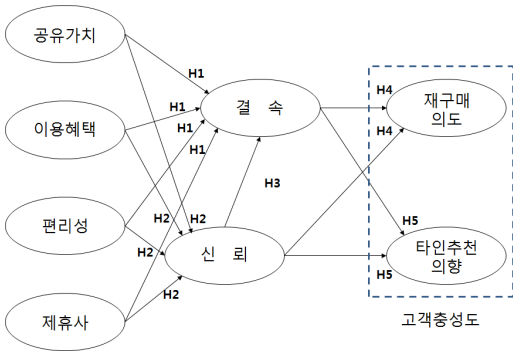 공유가치
이용혜택
편리성
제휴사
결 속
신 뢰
재구매
의도
타인추천
의향
고객충성도
H1
H1
H1
H1
H2
H2
H2
H2
H3
H4
H4
H5
H5